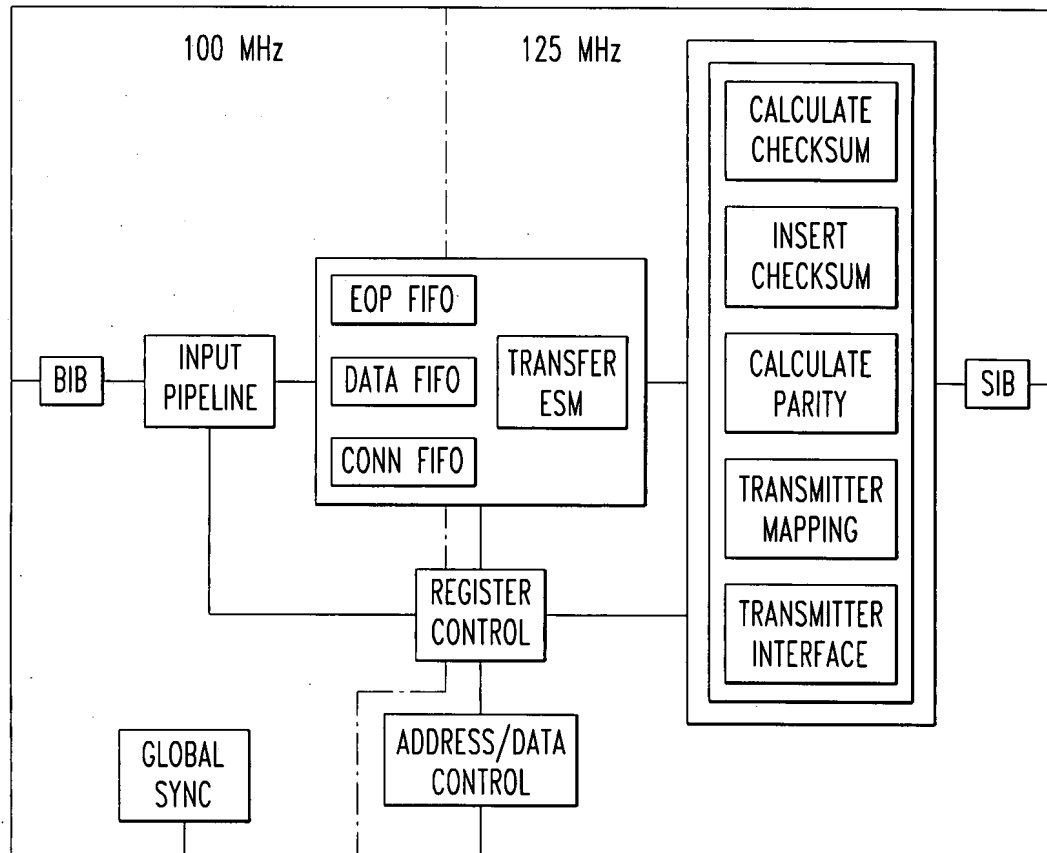 100 MHz
125 MHz
CALCULATE
CHECKSUM
INSERT
CHECKSUM
EOP FIFO
DATA FIFO
CONN FIFO
TRANSFER
ESM
BIB
INPUT
PIPELINE
CALCULATE
PARITY
SIB
TRANSMITTER
MAPPING
REGISTER
CONTROL
TRANSMITTER
INTERFACE
GLOBAL
SYNC
ADDRESS/DATA
CONTROL